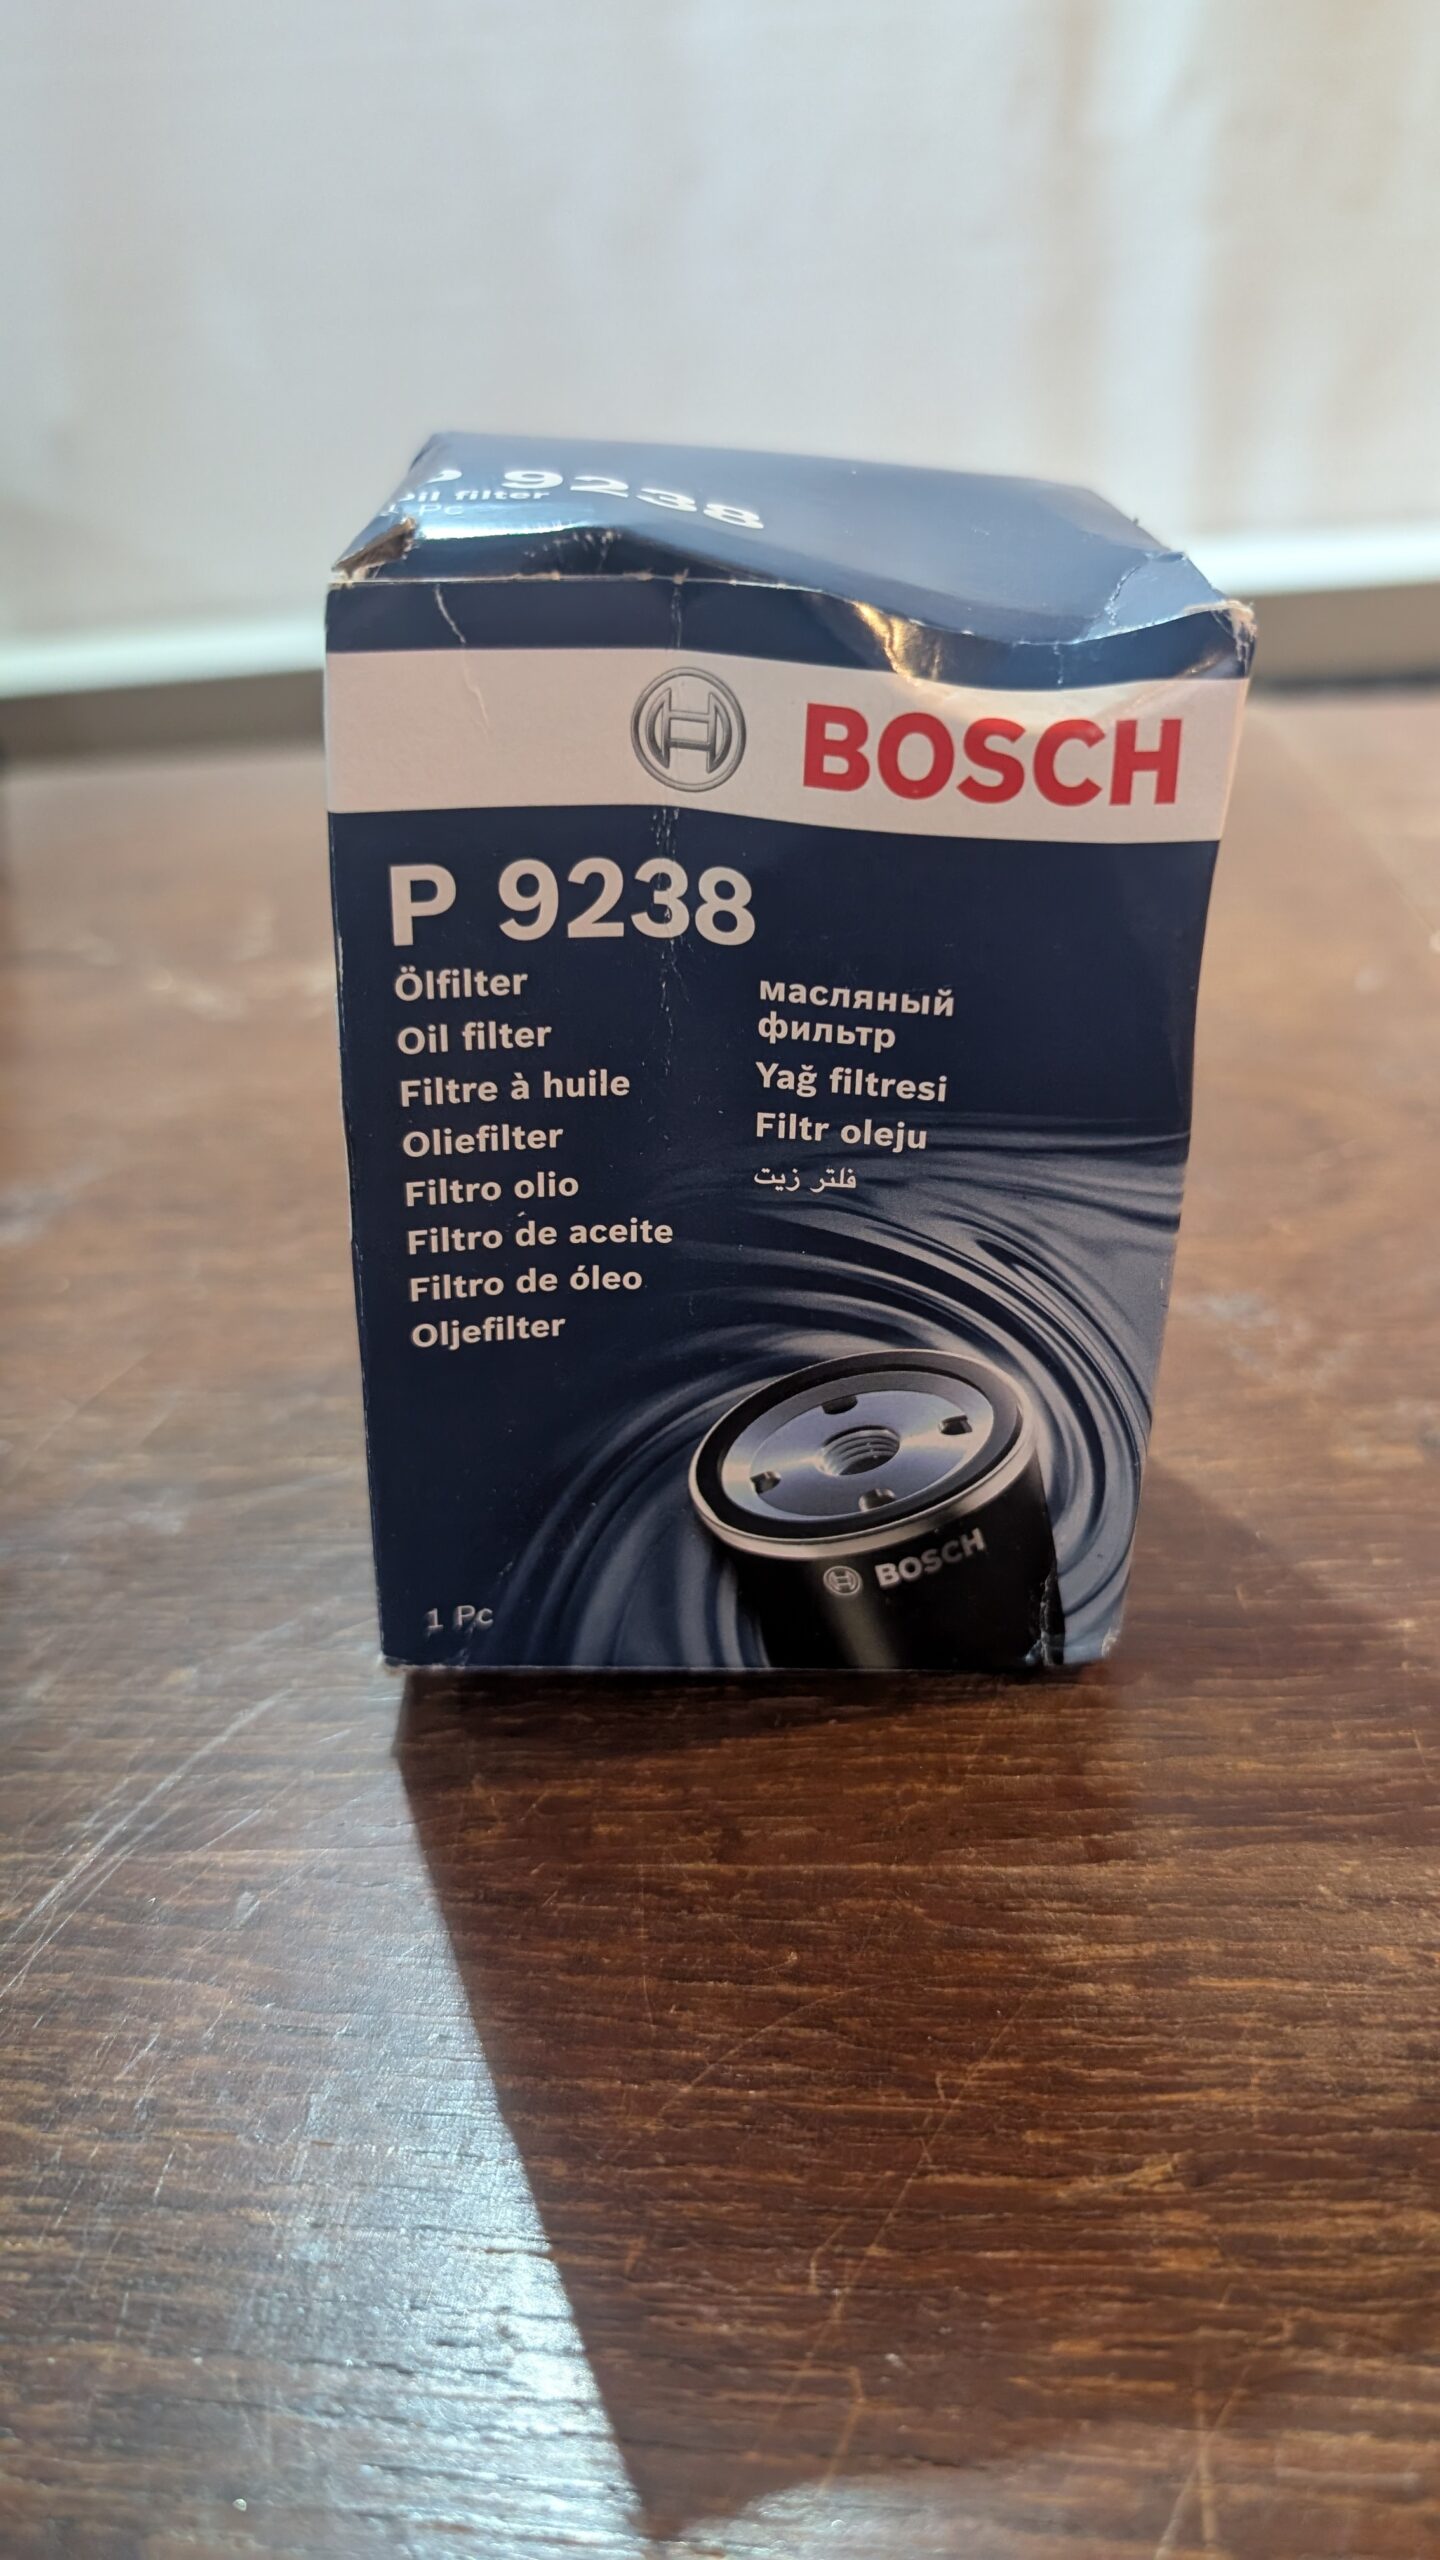 P 9238
Oil filter
1 Pc
BOSCH
P 9238
Ölfilter
Oil filter
Filtre à huile
Oliefilter
Filtro olio
Filtro de aceite
Filtro de óleo
Oljefilter
масляный
фильтр
Yağ filtresi
Filtr oleju
فلتر زيت
BOSCH
1 Pc